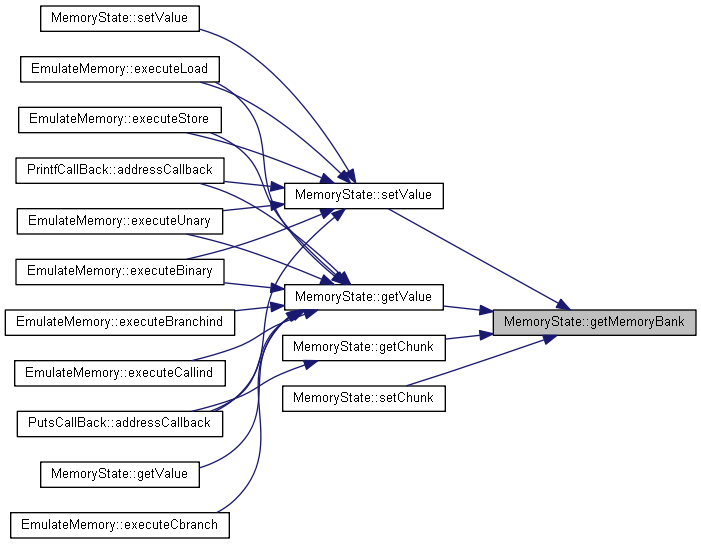 MemoryState::setValue
EmulateMemory::executeLoad
EmulateMemory::executeStore
PrintfCallBack::addressCallback
EmulateMemory::executeUnary
EmulateMemory::executeBinary
EmulateMemory::executeBranchind
EmulateMemory::executeCallind
PutsCallBack::addressCallback
MemoryState::getValue
EmulateMemory::executeCbranch
MemoryState::setValue
MemoryState::getValue
MemoryState::getChunk
MemoryState::setChunk
MemoryState::getMemoryBank